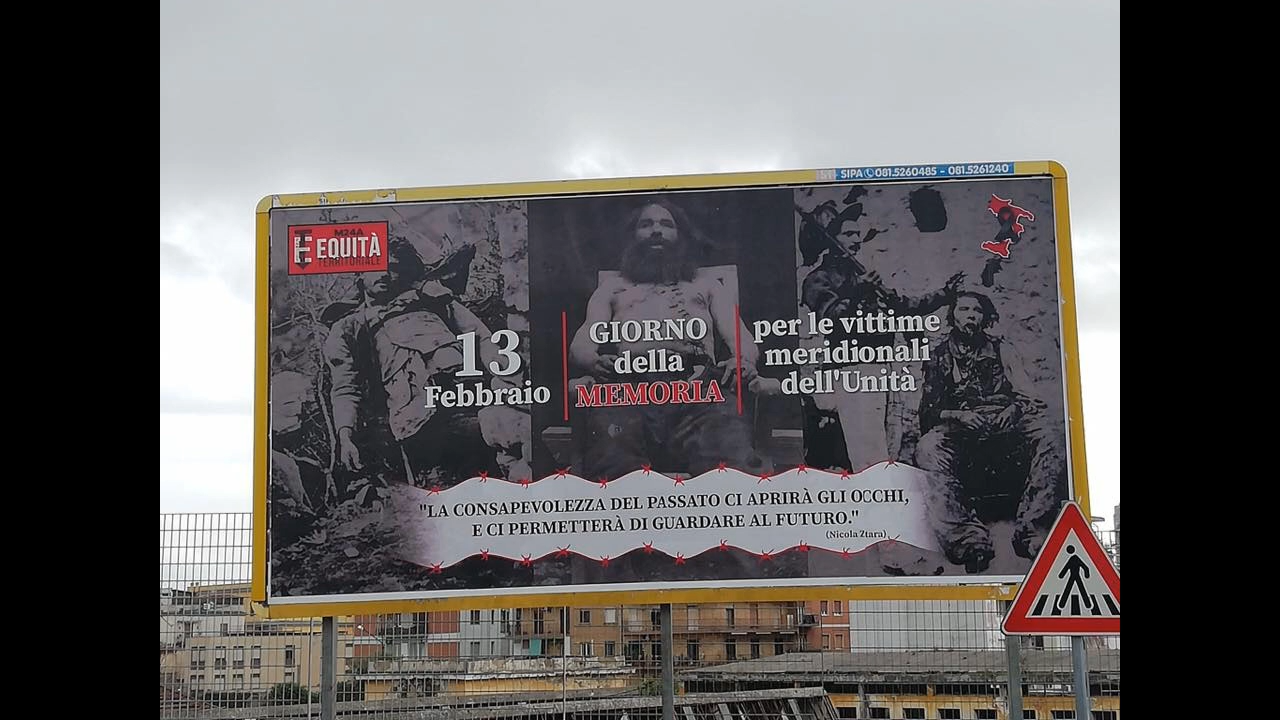 SIPA 081.5260485 - 081.5261240
M24A
EQUITÀ
TERRITORIALE
13
Febbraio
GIORNO
della
MEMORIA
per le vittime
meridionali
dell'Unità
"LA CONSAPEVOLEZZA DEL PASSATO CI APRIRÀ GLI OCCHI,
E CI PERMETTERÀ DI GUARDARE AL FUTURO."
(Nicola Ztara)